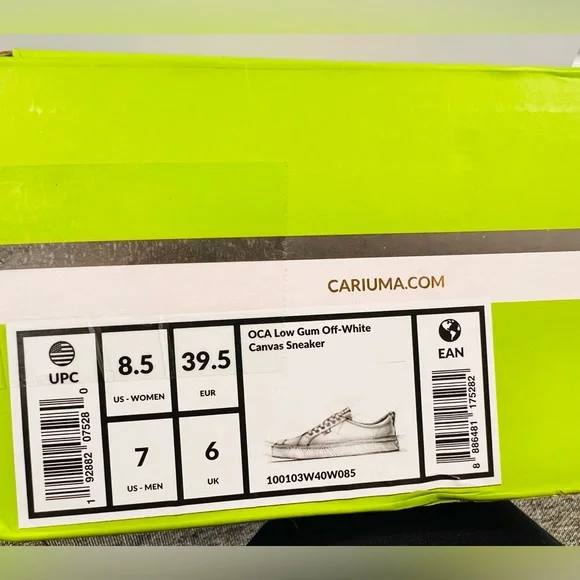 CARIUMA.COM
UPC
1 92882 07528 0
8.5
US - WOMEN
39.5
EUR
7
US - MEN
6
UK
OCA Low Gum Off-White
Canvas Sneaker
100103W40W085
EAN
8 886481 175282